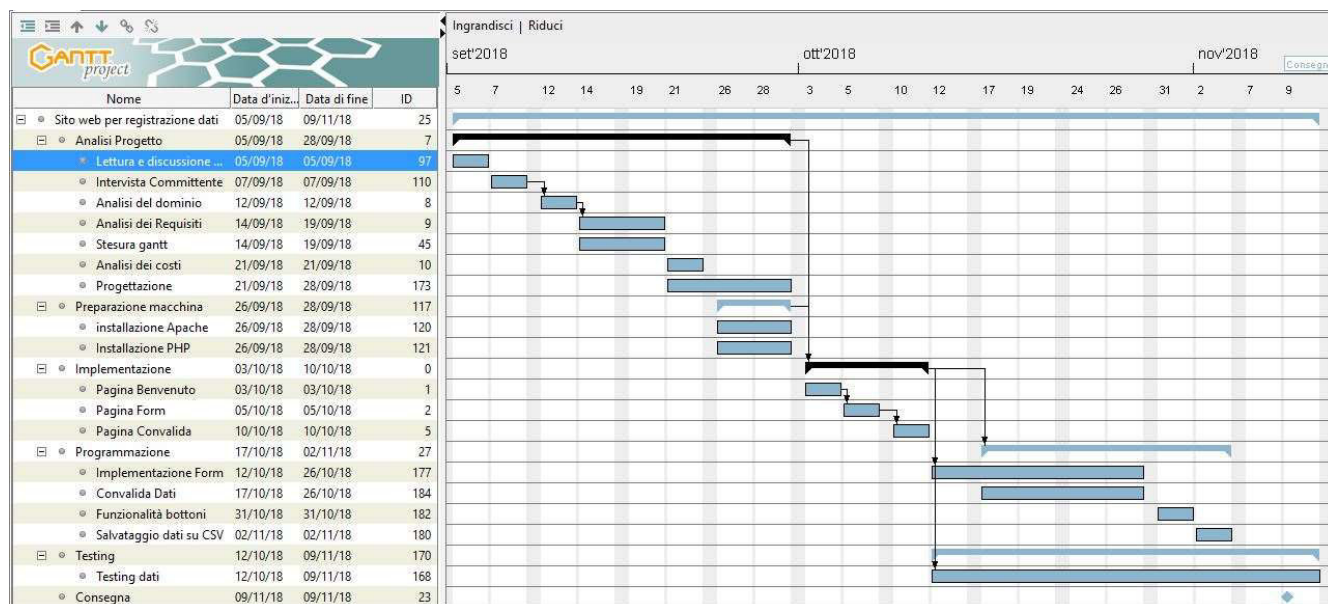 Ingrandisci | Riduci
GANTT
project
set'2018 ott'2018 nov'2018
Consegn
Nome Data d'iniz... Data di fine ID
5 7 12 14 19 21 26 28 3 5 10 12 17 19 24 26 31 2 7 9
Sito web per registrazione dati 05/09/18 09/11/18 25
Analisi Progetto 05/09/18 28/09/18 7
Lettura e discussione ... 05/09/18 05/09/18 97
Intervista Committente 07/09/18 07/09/18 110
Analisi del dominio 12/09/18 12/09/18 8
Analisi dei Requisiti 14/09/18 19/09/18 9
Stesura gantt 14/09/18 19/09/18 45
Analisi dei costi 21/09/18 21/09/18 10
Progettazione 21/09/18 28/09/18 173
Preparazione macchina 26/09/18 28/09/18 117
installazione Apache 26/09/18 28/09/18 120
Installazione PHP 26/09/18 28/09/18 121
Implementazione 03/10/18 10/10/18 0
Pagina Benvenuto 03/10/18 03/10/18 1
Pagina Form 05/10/18 05/10/18 2
Pagina Convalida 10/10/18 10/10/18 5
Programmazione 17/10/18 02/11/18 27
Implementazione Form 12/10/18 26/10/18 177
Convalida Dati 17/10/18 26/10/18 184
Funzionalità bottoni 31/10/18 31/10/18 182
Salvataggio dati su CSV 02/11/18 02/11/18 180
Testing 12/10/18 09/11/18 170
Testing dati 12/10/18 09/11/18 168
Consegna 09/11/18 09/11/18 23